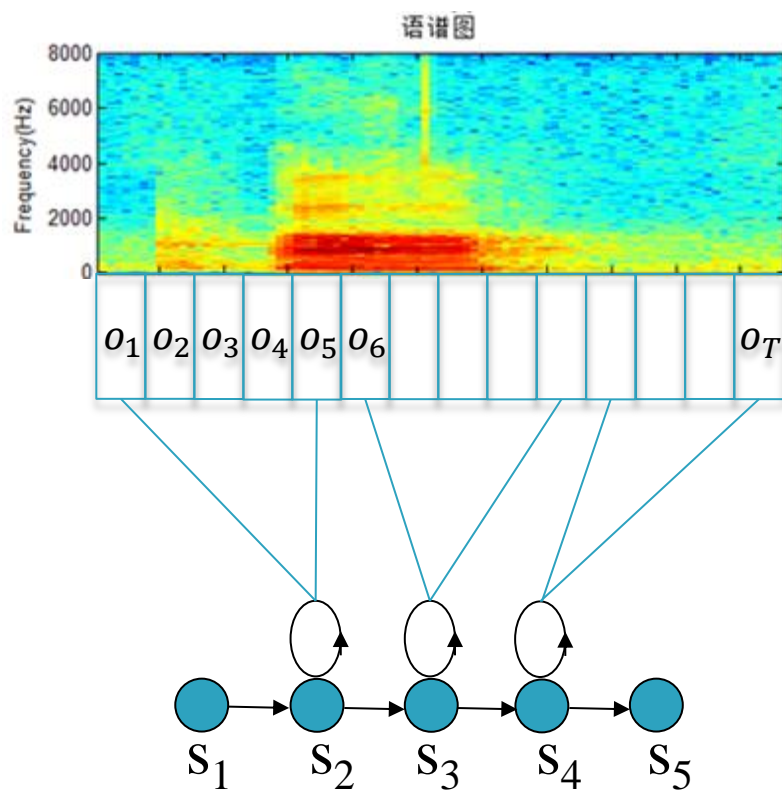 语谱图
Frequency(Hz)
8000
6000
4000
2000
0
o₁ o₂ o₃ o₄ o₅ o₆ o_T
s₁ s₂ s₃ s₄ s₅